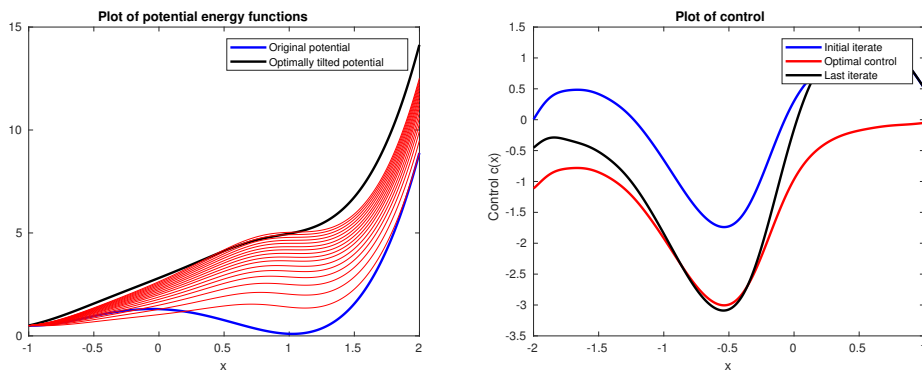 Plot of potential energy functions
15
10
5
0
-1
-0.5
0
0.5
1
1.5
2
x
Original potential
Optimally tilted potential
Plot of control
1.5
1
0.5
0
-0.5
-1
-1.5
-2
-2.5
-3
-3.5
Control c(x)
-2
-1.5
-1
-0.5
0
0.5
1
x
Initial iterate
Optimal control
Last iterate